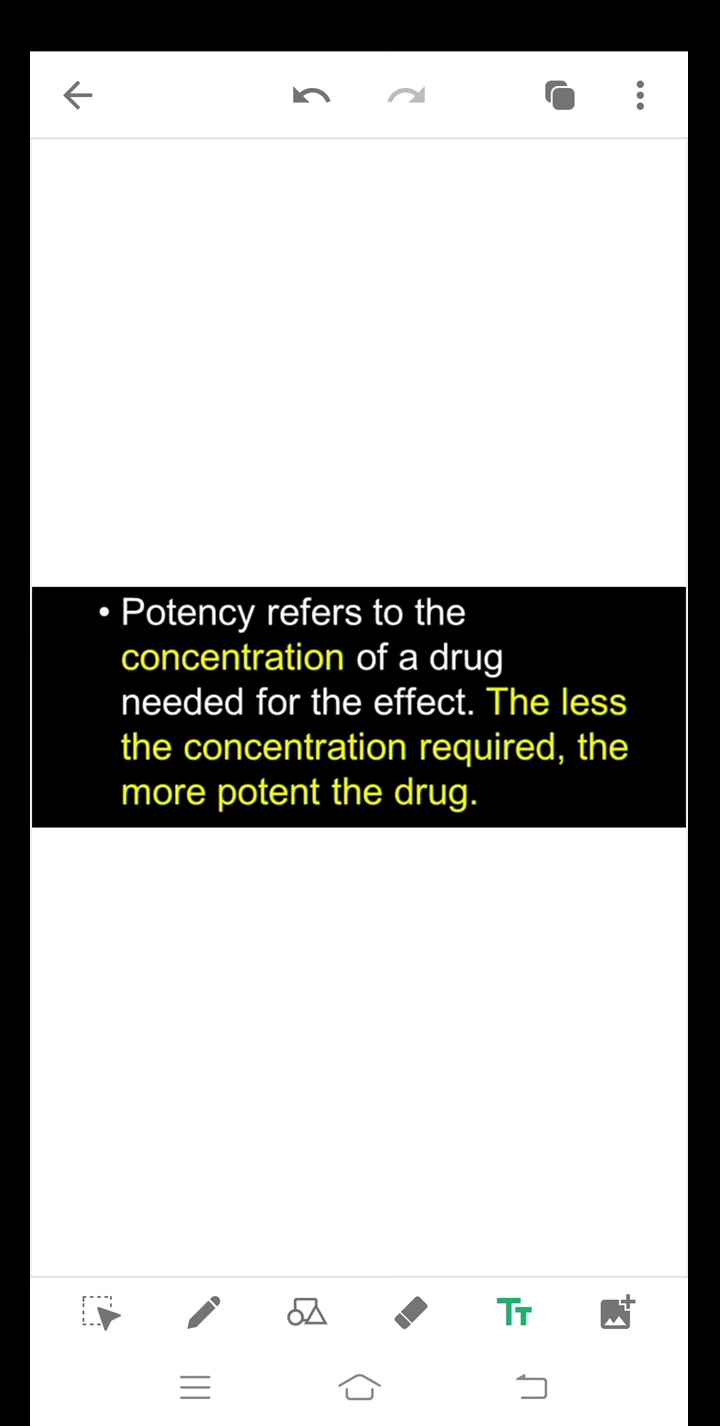 • Potency refers to the
concentration of a drug
needed for the effect. The less
the concentration required, the
more potent the drug.